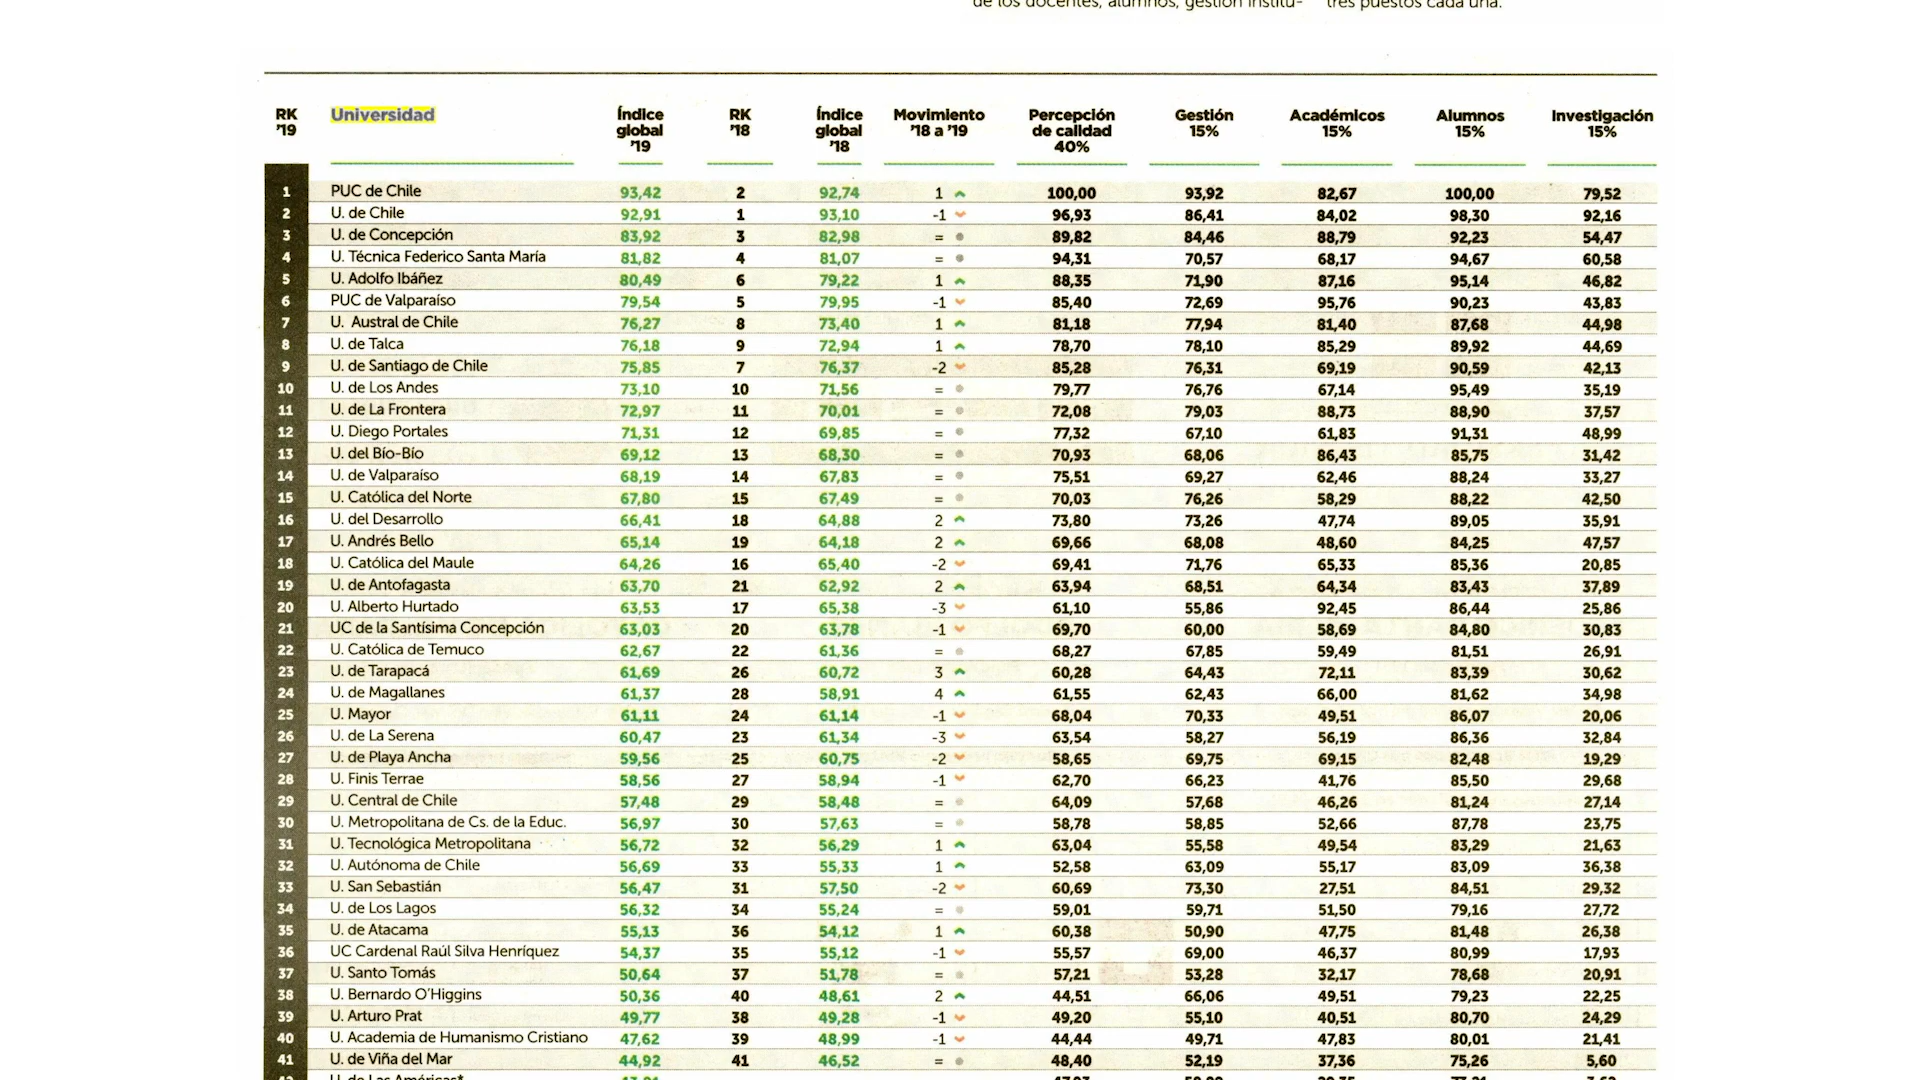 de los docentes, alumnos, gestión institu- tres puestos cada una.
RK '19 Universidad Índice global '19 RK '18 Índice global '18 Movimiento '18 a '19 Percepción de calidad 40% Gestión 15% Académicos 15% Alumnos 15% Investigación 15%
1 PUC de Chile 93,42 2 92,74 1 100,00 93,92 82,67 100,00 79,52
2 U. de Chile 92,91 1 93,10 -1 96,93 86,41 84,02 98,30 92,16
3 U. de Concepción 83,92 3 82,98 = 89,82 84,46 88,79 92,23 54,47
4 U. Técnica Federico Santa María 81,82 4 81,07 = 94,31 70,57 68,17 94,67 60,58
5 U. Adolfo Ibáñez 80,49 6 79,22 1 88,35 71,90 87,16 95,14 46,82
6 PUC de Valparaíso 79,54 5 79,95 -1 85,40 72,69 95,76 90,23 43,83
7 U. Austral de Chile 76,27 8 73,40 1 81,18 77,94 81,40 87,68 44,98
8 U. de Talca 76,18 9 72,94 1 78,70 78,10 85,29 89,92 44,69
9 U. de Santiago de Chile 75,85 7 76,37 -2 85,28 76,31 69,19 90,59 42,13
10 U. de Los Andes 73,10 10 71,56 = 79,77 76,76 67,14 95,49 35,19
11 U. de La Frontera 72,97 11 70,01 = 72,08 79,03 88,73 88,90 37,57
12 U. Diego Portales 71,31 12 69,85 = 77,32 67,10 61,83 91,31 48,99
13 U. del Bío-Bío 69,12 13 68,30 = 70,93 68,06 86,43 85,75 31,42
14 U. de Valparaíso 68,19 14 67,83 = 75,51 69,27 62,46 88,24 33,27
15 U. Católica del Norte 67,80 15 67,49 = 70,03 76,26 58,29 88,22 42,50
16 U. del Desarrollo 66,41 18 64,88 2 73,80 73,26 47,74 89,05 35,91
17 U. Andrés Bello 65,14 19 64,18 2 69,66 68,08 48,60 84,25 47,57
18 U. Católica del Maule 64,26 16 65,40 -2 69,41 71,76 65,33 85,36 20,85
19 U. de Antofagasta 63,70 21 62,92 2 63,94 68,51 64,34 83,43 37,89
20 U. Alberto Hurtado 63,53 17 65,38 -3 61,10 55,86 92,45 86,44 25,86
21 UC de la Santísima Concepción 63,03 20 63,78 -1 69,70 60,00 58,69 84,80 30,83
22 U. Católica de Temuco 62,67 22 61,36 = 68,27 67,85 59,49 81,51 26,91
23 U. de Tarapacá 61,69 26 60,72 3 60,28 64,43 72,11 83,39 30,62
24 U. de Magallanes 61,37 28 58,91 4 61,55 62,43 66,00 81,62 34,98
25 U. Mayor 61,11 24 61,14 -1 68,04 70,33 49,51 86,07 20,06
26 U. de La Serena 60,47 23 61,34 -3 63,54 58,27 56,19 86,36 32,84
27 U. de Playa Ancha 59,56 25 60,75 -2 58,65 69,75 69,15 82,48 19,29
28 U. Finis Terrae 58,56 27 58,94 -1 62,70 66,23 41,76 85,50 29,68
29 U. Central de Chile 57,48 29 58,48 = 64,09 57,68 46,26 81,24 27,14
30 U. Metropolitana de Cs. de la Educ. 56,97 30 57,63 = 58,78 58,85 52,66 87,78 23,75
31 U. Tecnológica Metropolitana 56,72 32 56,29 1 63,04 55,58 49,54 83,29 21,63
32 U. Autónoma de Chile 56,69 33 55,33 1 52,58 63,09 55,17 83,09 36,38
33 U. San Sebastián 56,47 31 57,50 -2 60,69 73,30 27,51 84,51 29,32
34 U. de Los Lagos 56,32 34 55,24 = 59,01 59,71 51,50 79,16 27,72
35 U. de Atacama 55,13 36 54,12 1 60,38 50,90 47,75 81,48 26,38
36 UC Cardenal Raúl Silva Henríquez 54,37 35 55,12 -1 55,57 69,00 46,37 80,99 17,93
37 U. Santo Tomás 50,64 37 51,78 = 57,21 53,28 32,17 78,68 20,91
38 U. Bernardo O'Higgins 50,36 40 48,61 2 44,51 66,06 49,51 79,23 22,25
39 U. Arturo Prat 49,77 38 49,28 -1 49,20 55,10 40,51 80,70 24,29
40 U. Academia de Humanismo Cristiano 47,62 39 48,99 -1 44,44 49,71 47,83 80,01 21,41
41 U. de Viña del Mar 44,92 41 46,52 = 48,40 52,19 37,36 75,26 5,60
U. de Las Américas*